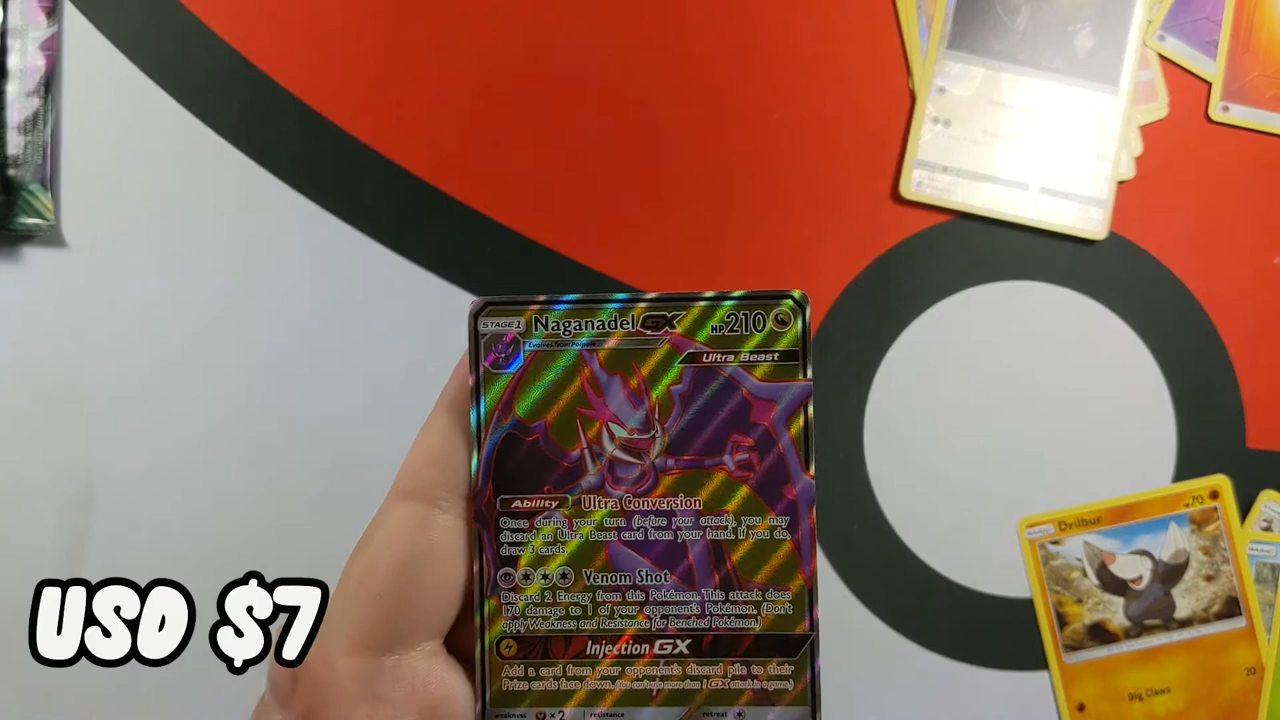 STAGE 1 Naganadel GX HP 210
Evolves from Poipole
Ultra Beast
Ability Ultra Conversion
Once during your turn (before your attack), you may
discard an Ultra Beast card from your hand. If you do,
draw 3 cards.
Venom Shot
Discard 2 Energy from this Pokémon. This attack does
170 damage to 1 of your opponent's Pokémon. (Don't
apply Weakness and Resistance for Benched Pokémon.)
Injection GX
Add a card from your opponent's discard pile to their
Prize cards face down. (You can't use more than 1 GX attack in a game.)
weakness ×2 resistance retreat
Drilbur 70
20
Dig Claws
USD $7